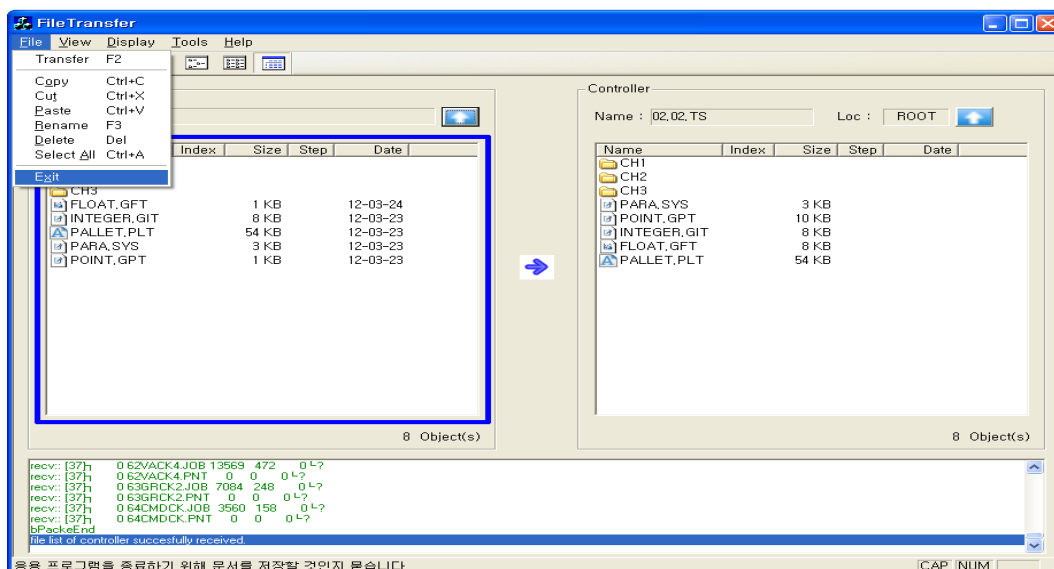 FileTransfer
File View Display Tools Help
Transfer F2
Copy Ctrl+C
Cut Ctrl+X
Paste Ctrl+V
Rename F3
Delete Del
Select All Ctrl+A
Exit
Index Size Step Date
CH3
FLOAT,GFT 1 KB 12-03-24
INTEGER,GIT 8 KB 12-03-23
PALLET,PLT 54 KB 12-03-23
PARA,SYS 3 KB 12-03-23
POINT,GPT 1 KB 12-03-23
8 Object(s)
Controller
Name : 02,02,TS Loc : ROOT
Name Index Size Step Date
CH1
CH2
CH3
PARA,SYS 3 KB
POINT,GPT 10 KB
INTEGER,GIT 8 KB
FLOAT,GFT 8 KB
PALLET,PLT 54 KB
8 Object(s)
recv:: [37]┐ 0 62VACK4.JOB 13569 472 0 └?
recv:: [37]┐ 0 62VACK4.PNT 0 0 0 └?
recv:: [37]┐ 0 63GRCK2.JOB 7084 248 0 └?
recv:: [37]┐ 0 63GRCK2.PNT 0 0 0 └?
recv:: [37]┐ 0 64CMDCK.JOB 3560 158 0 └?
recv:: [37]┐ 0 64CMDCK.PNT 0 0 0 └?
bPackeEnd
file list of controller succesfully received.
응용 프로그램을 종료하기 위해 문서를 저장할 것인지 묻습니다
CAP NUM